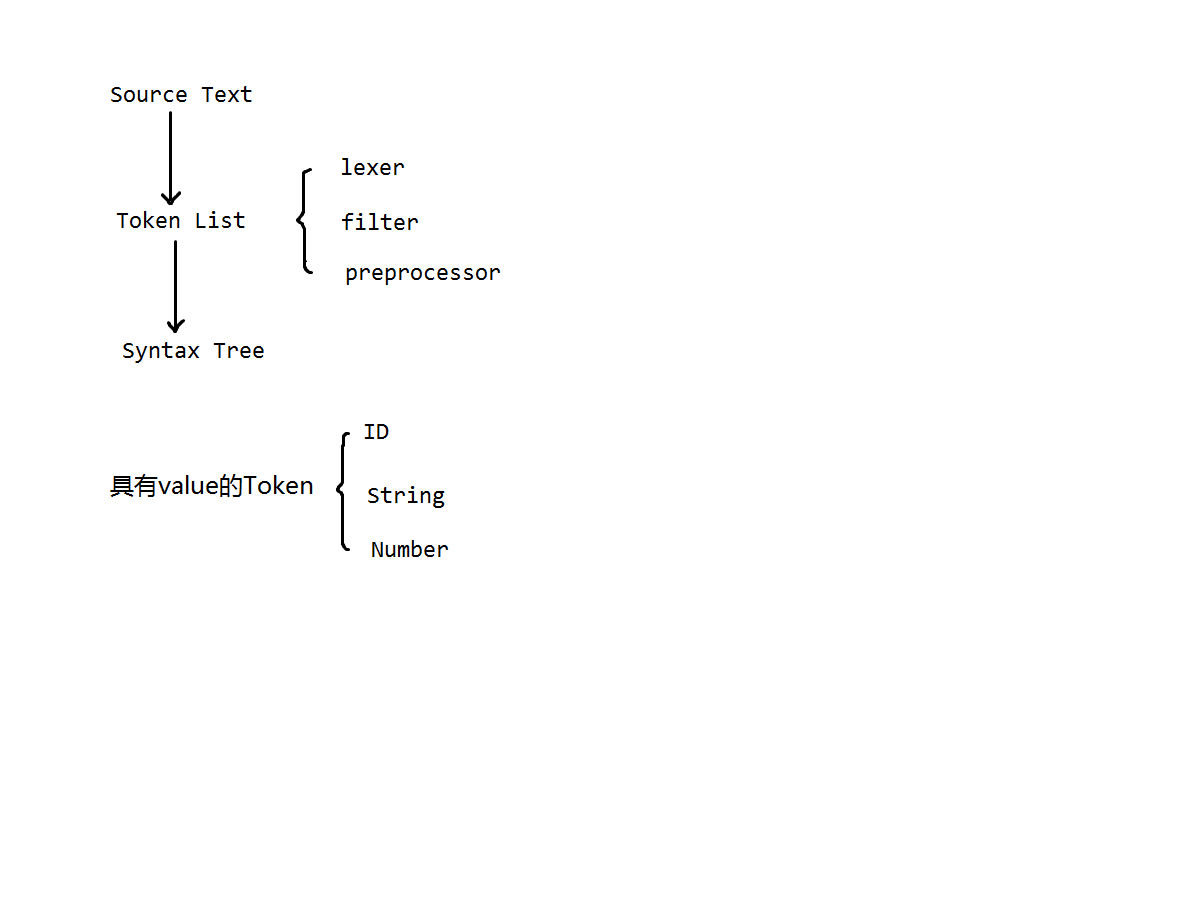 Source Text
lexer
Token List
filter
preprocessor
Syntax Tree
ID
具有value的Token
String
Number